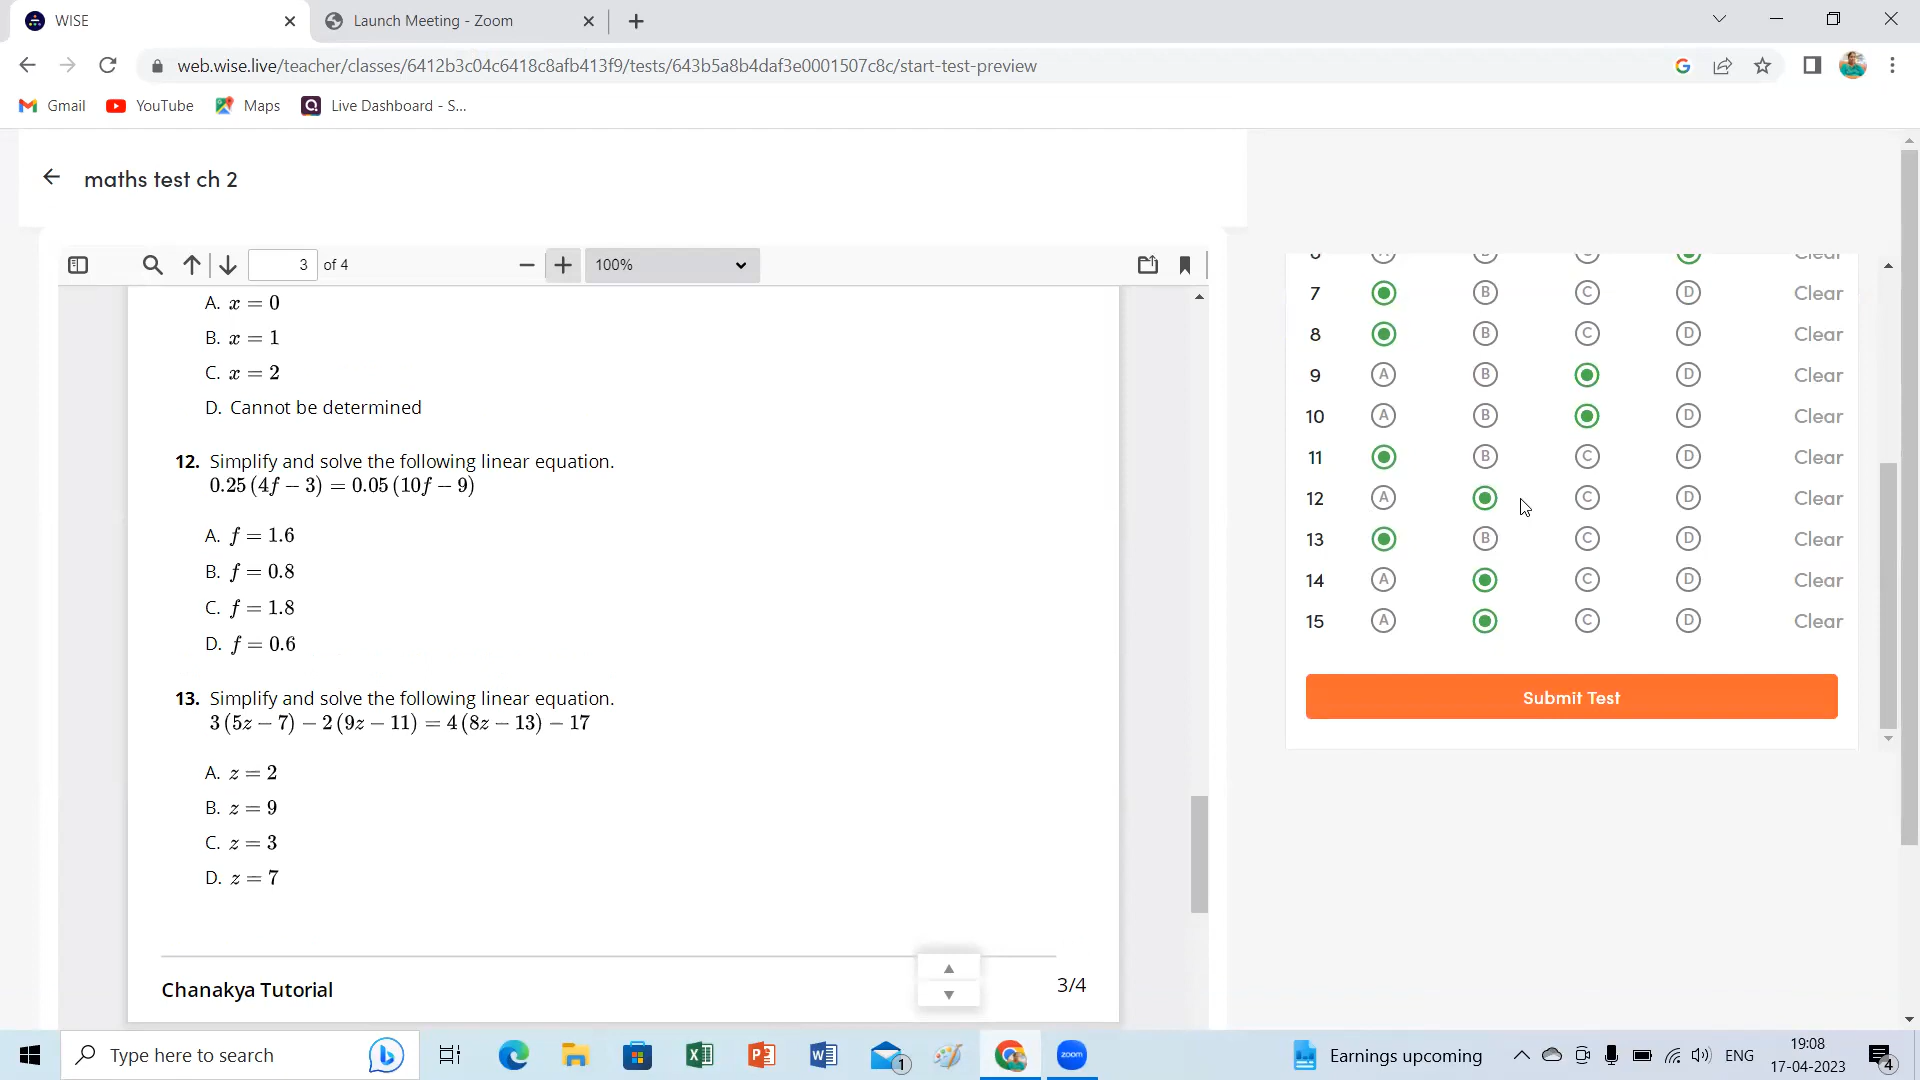 WISE
Launch Meeting - Zoom
web.wise.live/teacher/classes/6412b3c04c6418c8afb413f9/tests/643b5a8b4daf3e0001507c8c/start-test-preview
Gmail
YouTube
Maps
Live Dashboard - S...
maths test ch 2
3 of 4
100%
A. x = 0
B. x = 1
C. x = 2
D. Cannot be determined
12. Simplify and solve the following linear equation.
0.25 (4f − 3) = 0.05 (10f − 9)
A. f = 1.6
B. f = 0.8
C. f = 1.8
D. f = 0.6
13. Simplify and solve the following linear equation.
3 (5z − 7) − 2 (9z − 11) = 4 (8z − 13) − 17
A. z = 2
B. z = 9
C. z = 3
D. z = 7
Chanakya Tutorial
3/4
7 B C D Clear
8 B C D Clear
9 A B D Clear
10 A B D Clear
11 B C D Clear
12 A C D Clear
13 B C D Clear
14 A C D Clear
15 A C D Clear
Submit Test
Type here to search
1
zoom
Earnings upcoming
ENG
19:08
17-04-2023
4